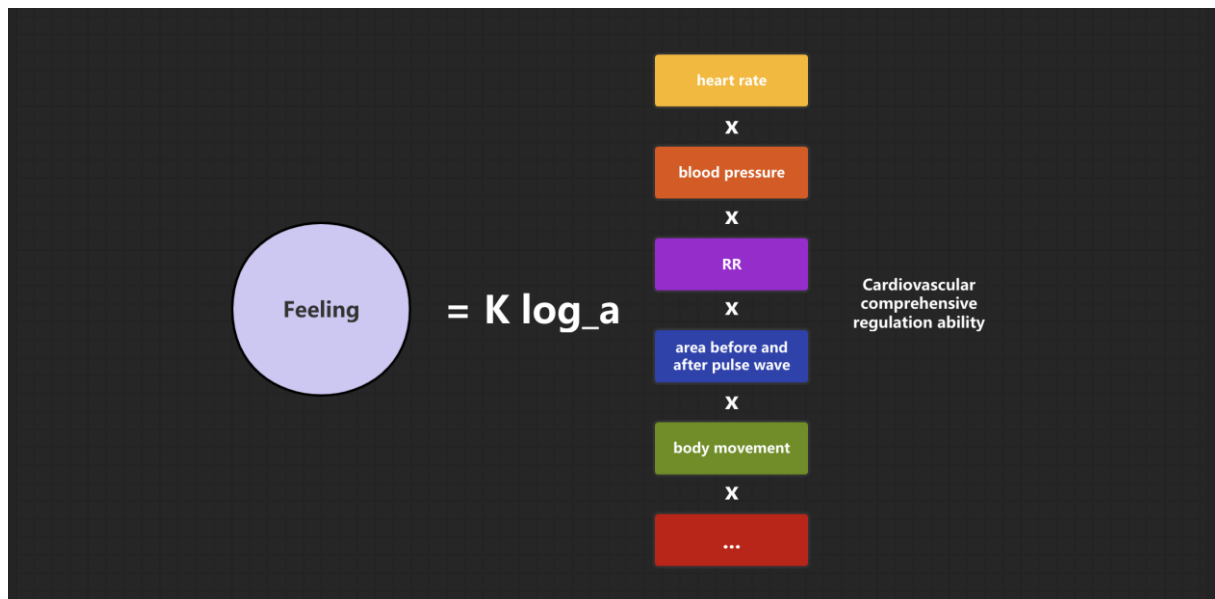 heart rate
x
blood pressure
x
RR
x
area before and
after pulse wave
x
body movement
x
...
Feeling
= K log_a
Cardiovascular
comprehensive
regulation ability